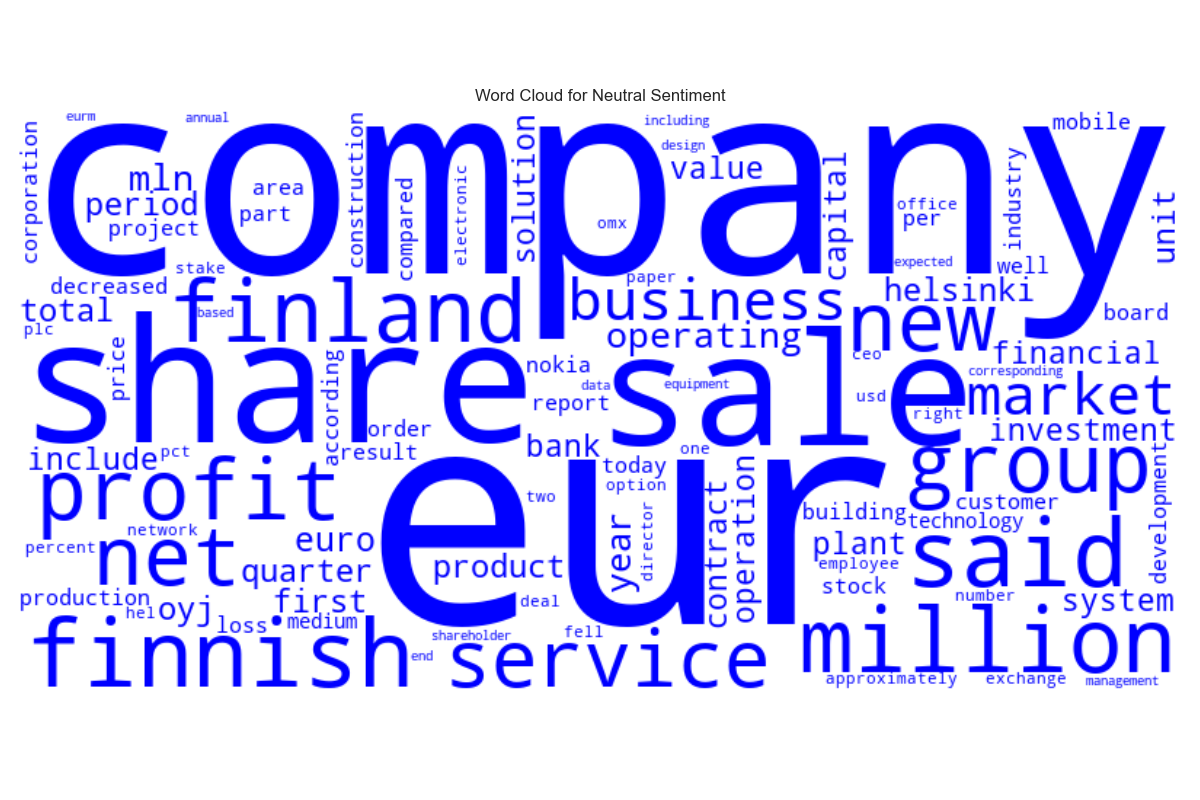 Word Cloud for Neutral Sentiment
eurm
annual
including
mobile
company
corporation
construction
solution
design
value
mln
area
period
part
project
compared
electronic
omx
capital
office
per
industry
unit
stake
decreased
expected
well
paper
total
finland
based
plc
business
helsinki
operating
new
board
share
sale
price
according
nokia
data
equipment
report
ceo
financial
corresponding
usd
market
right
investment
order
result
include
pct
bank
one
today
option
profit
eur
group
two
year
director
contract
operation
building
customer
technology
development
network
percent
net
euro
quarter
product
plant
employee
said
stock
production
hel
oyj
first
loss
medium
deal
number
system
finnish
shareholder
fell
end
service
million
approximately
exchange
management